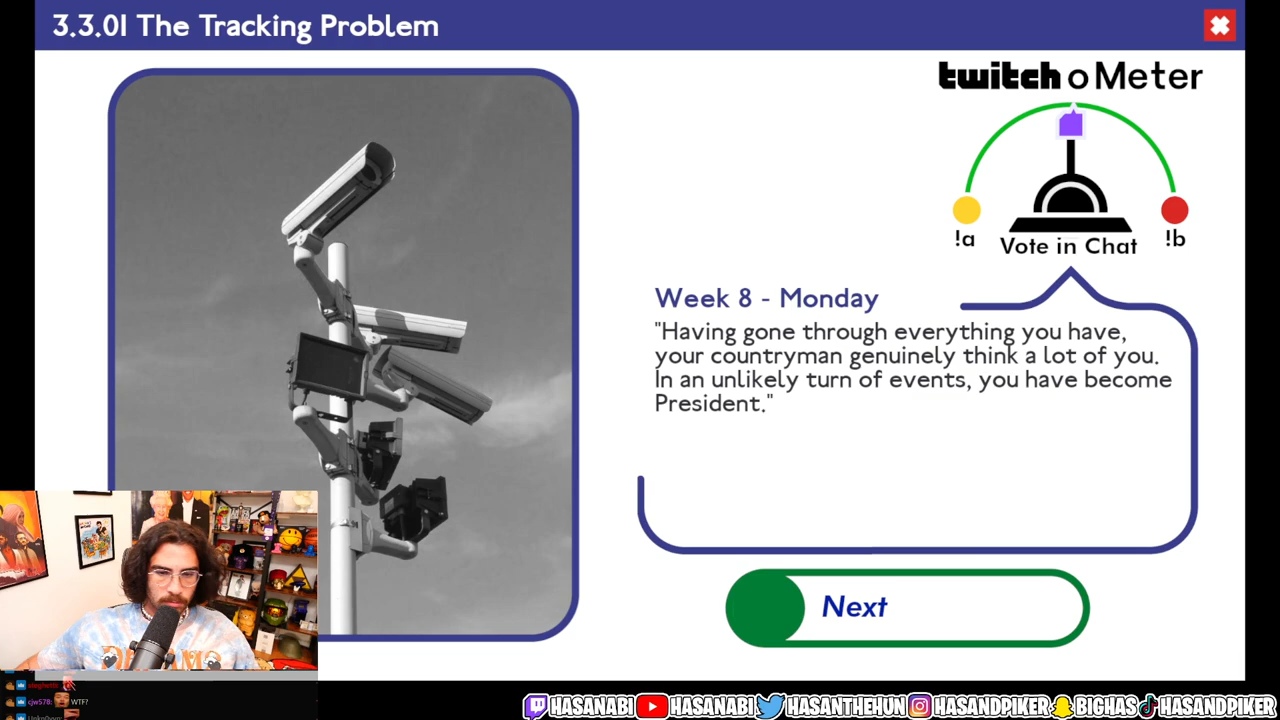 3.3.01 The Tracking Problem
twitch o Meter
!a
Vote in Chat
!b
Week 8 - Monday
"Having gone through everything you have,
your countryman genuinely think a lot of you.
In an unlikely turn of events, you have become
President."
Next
cjw578: WTF?
HASANABI HASANABI HASANTHEHUN HASANDPIKER BIGHAS HASANDPIKER